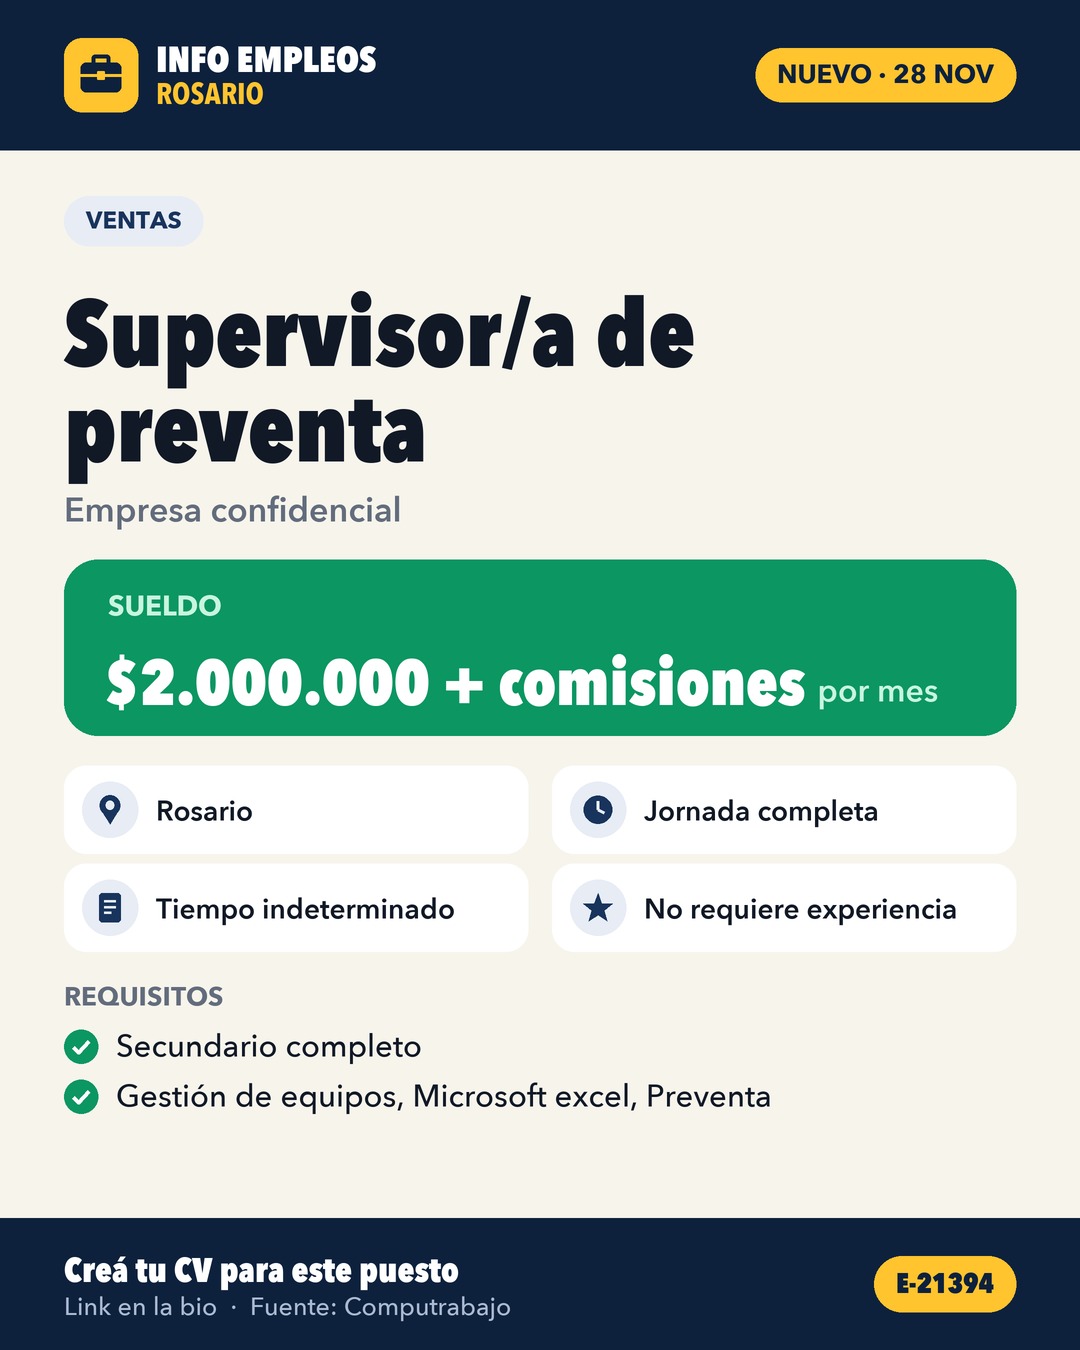 INFO EMPLEOS
ROSARIO
NUEVO · 28 NOV
VENTAS
Supervisor/a de
preventa
Empresa confidencial
SUELDO
$2.000.000 + comisiones por mes
Rosario
Jornada completa
Tiempo indeterminado
No requiere experiencia
REQUISITOS
Secundario completo
Gestión de equipos, Microsoft excel, Preventa
Creá tu CV para este puesto
Link en la bio · Fuente: Computrabajo
E-21394